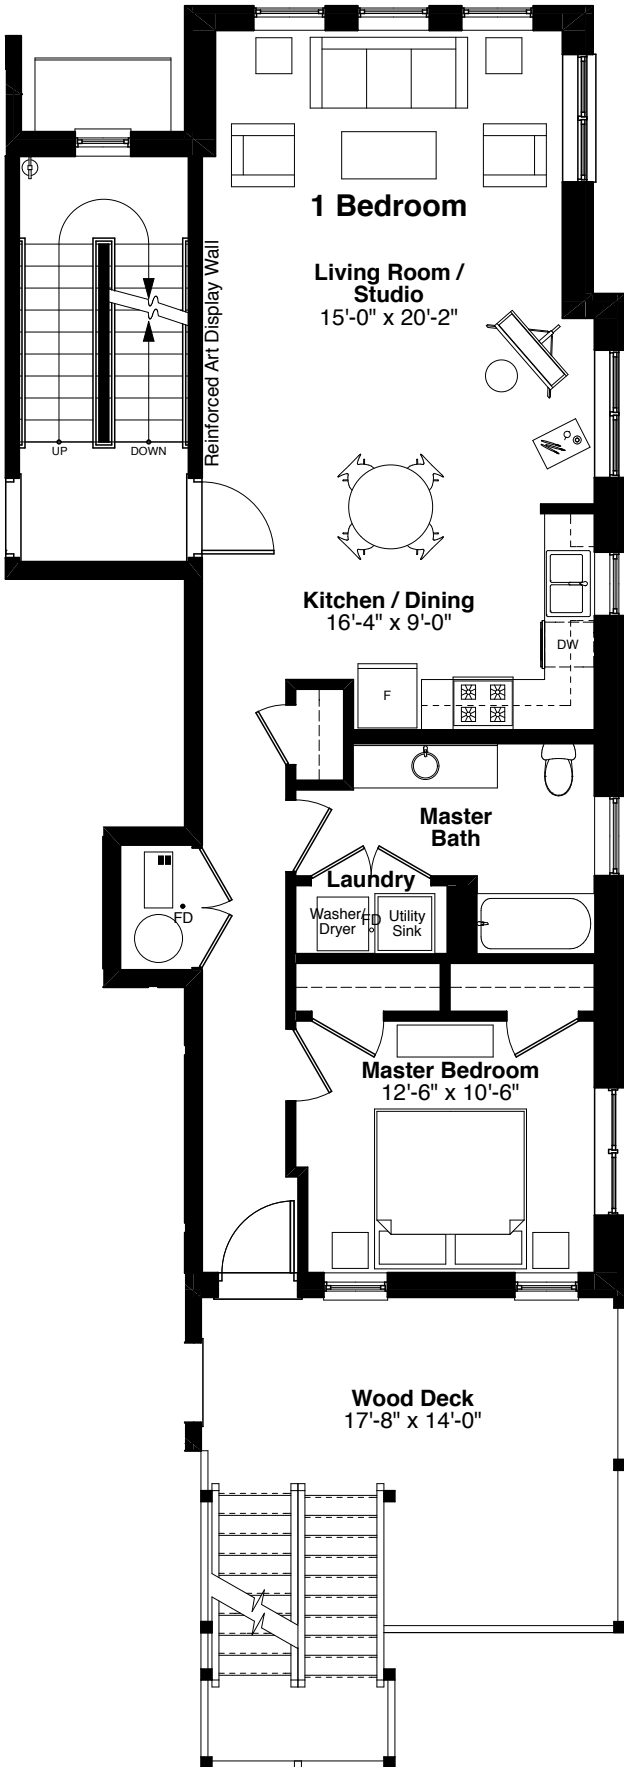 1 Bedroom
Living Room /
Studio
15'-0" x 20'-2"
Reinforced Art Display Wall
UP
DOWN
Kitchen / Dining
16'-4" x 9'-0"
DW
F
Master
Bath
Laundry
Washer/
Dryer
FD
Utility
Sink
FD
Master Bedroom
12'-6" x 10'-6"
Wood Deck
17'-8" x 14'-0"